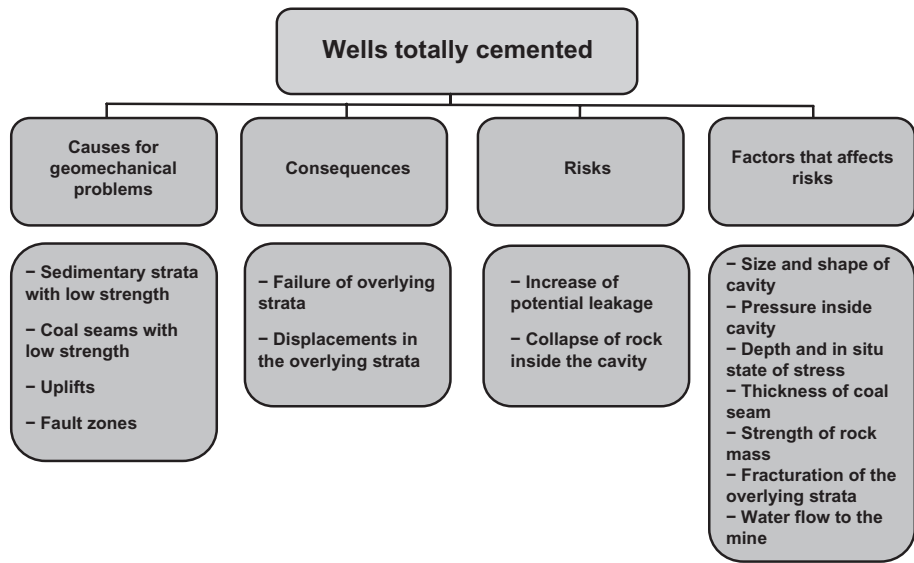 Wells totally cemented
Causes for
geomechanical
problems
Consequences
Risks
Factors that affects
risks
− Sedimentary strata
with low strength
− Coal seams with
low strength
− Uplifts
− Fault zones
− Failure of overlying
strata
− Displacements in
the overlying strata
− Increase of
potential leakage
− Collapse of rock
inside the cavity
− Size and shape of
cavity
− Pressure inside
cavity
− Depth and in situ
state of stress
− Thickness of coal
seam
− Strength of rock
mass
− Fracturation of the
overlying strata
− Water flow to the
mine